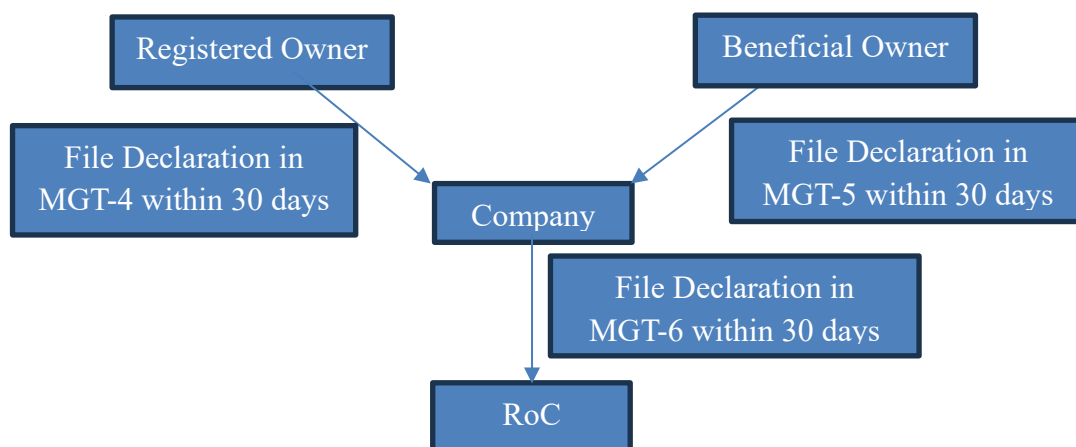 Registered Owner
Beneficial Owner
File Declaration in
MGT-4 within 30 days
File Declaration in
MGT-5 within 30 days
Company
File Declaration in
MGT-6 within 30 days
RoC